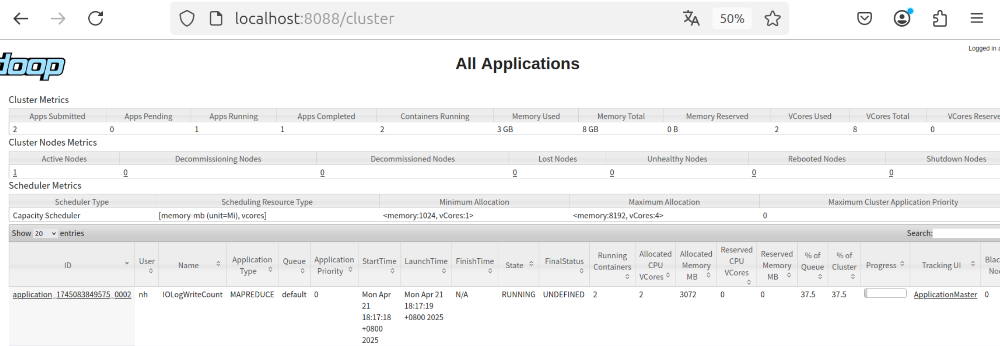 localhost:8088/cluster 50%
Logged in a
doop
All Applications
Cluster Metrics
Apps Submitted Apps Pending Apps Running Apps Completed Containers Running Memory Used Memory Total Memory Reserved VCores Used VCores Total VCores Reserve
2 0 1 1 2 3 GB 8 GB 0 B 2 8 0
Cluster Nodes Metrics
Active Nodes Decommissioning Nodes Decommissioned Nodes Lost Nodes Unhealthy Nodes Rebooted Nodes Shutdown Nodes
1 0 0 0 0 0 0
Scheduler Metrics
Scheduler Type Scheduling Resource Type Minimum Allocation Maximum Allocation Maximum Cluster Application Priority
Capacity Scheduler [memory-mb (unit=Mi), vcores] <memory:1024, vCores:1> <memory:8192, vCores:4> 0
Show 20 entries Search:
ID User Name Application Type Queue Application Priority StartTime LaunchTime FinishTime State FinalStatus Running Containers Allocated CPU VCores Allocated Memory MB Reserved CPU VCores Reserved Memory MB % of Queue % of Cluster Progress Tracking UI Blac Noc
application_1745083849575_0002 nh IOLogWriteCount MAPREDUCE default 0 Mon Apr 21 18:17:18 +0800 2025 Mon Apr 21 18:17:19 +0800 2025 N/A RUNNING UNDEFINED 2 2 3072 0 0 37.5 37.5 ApplicationMaster 0